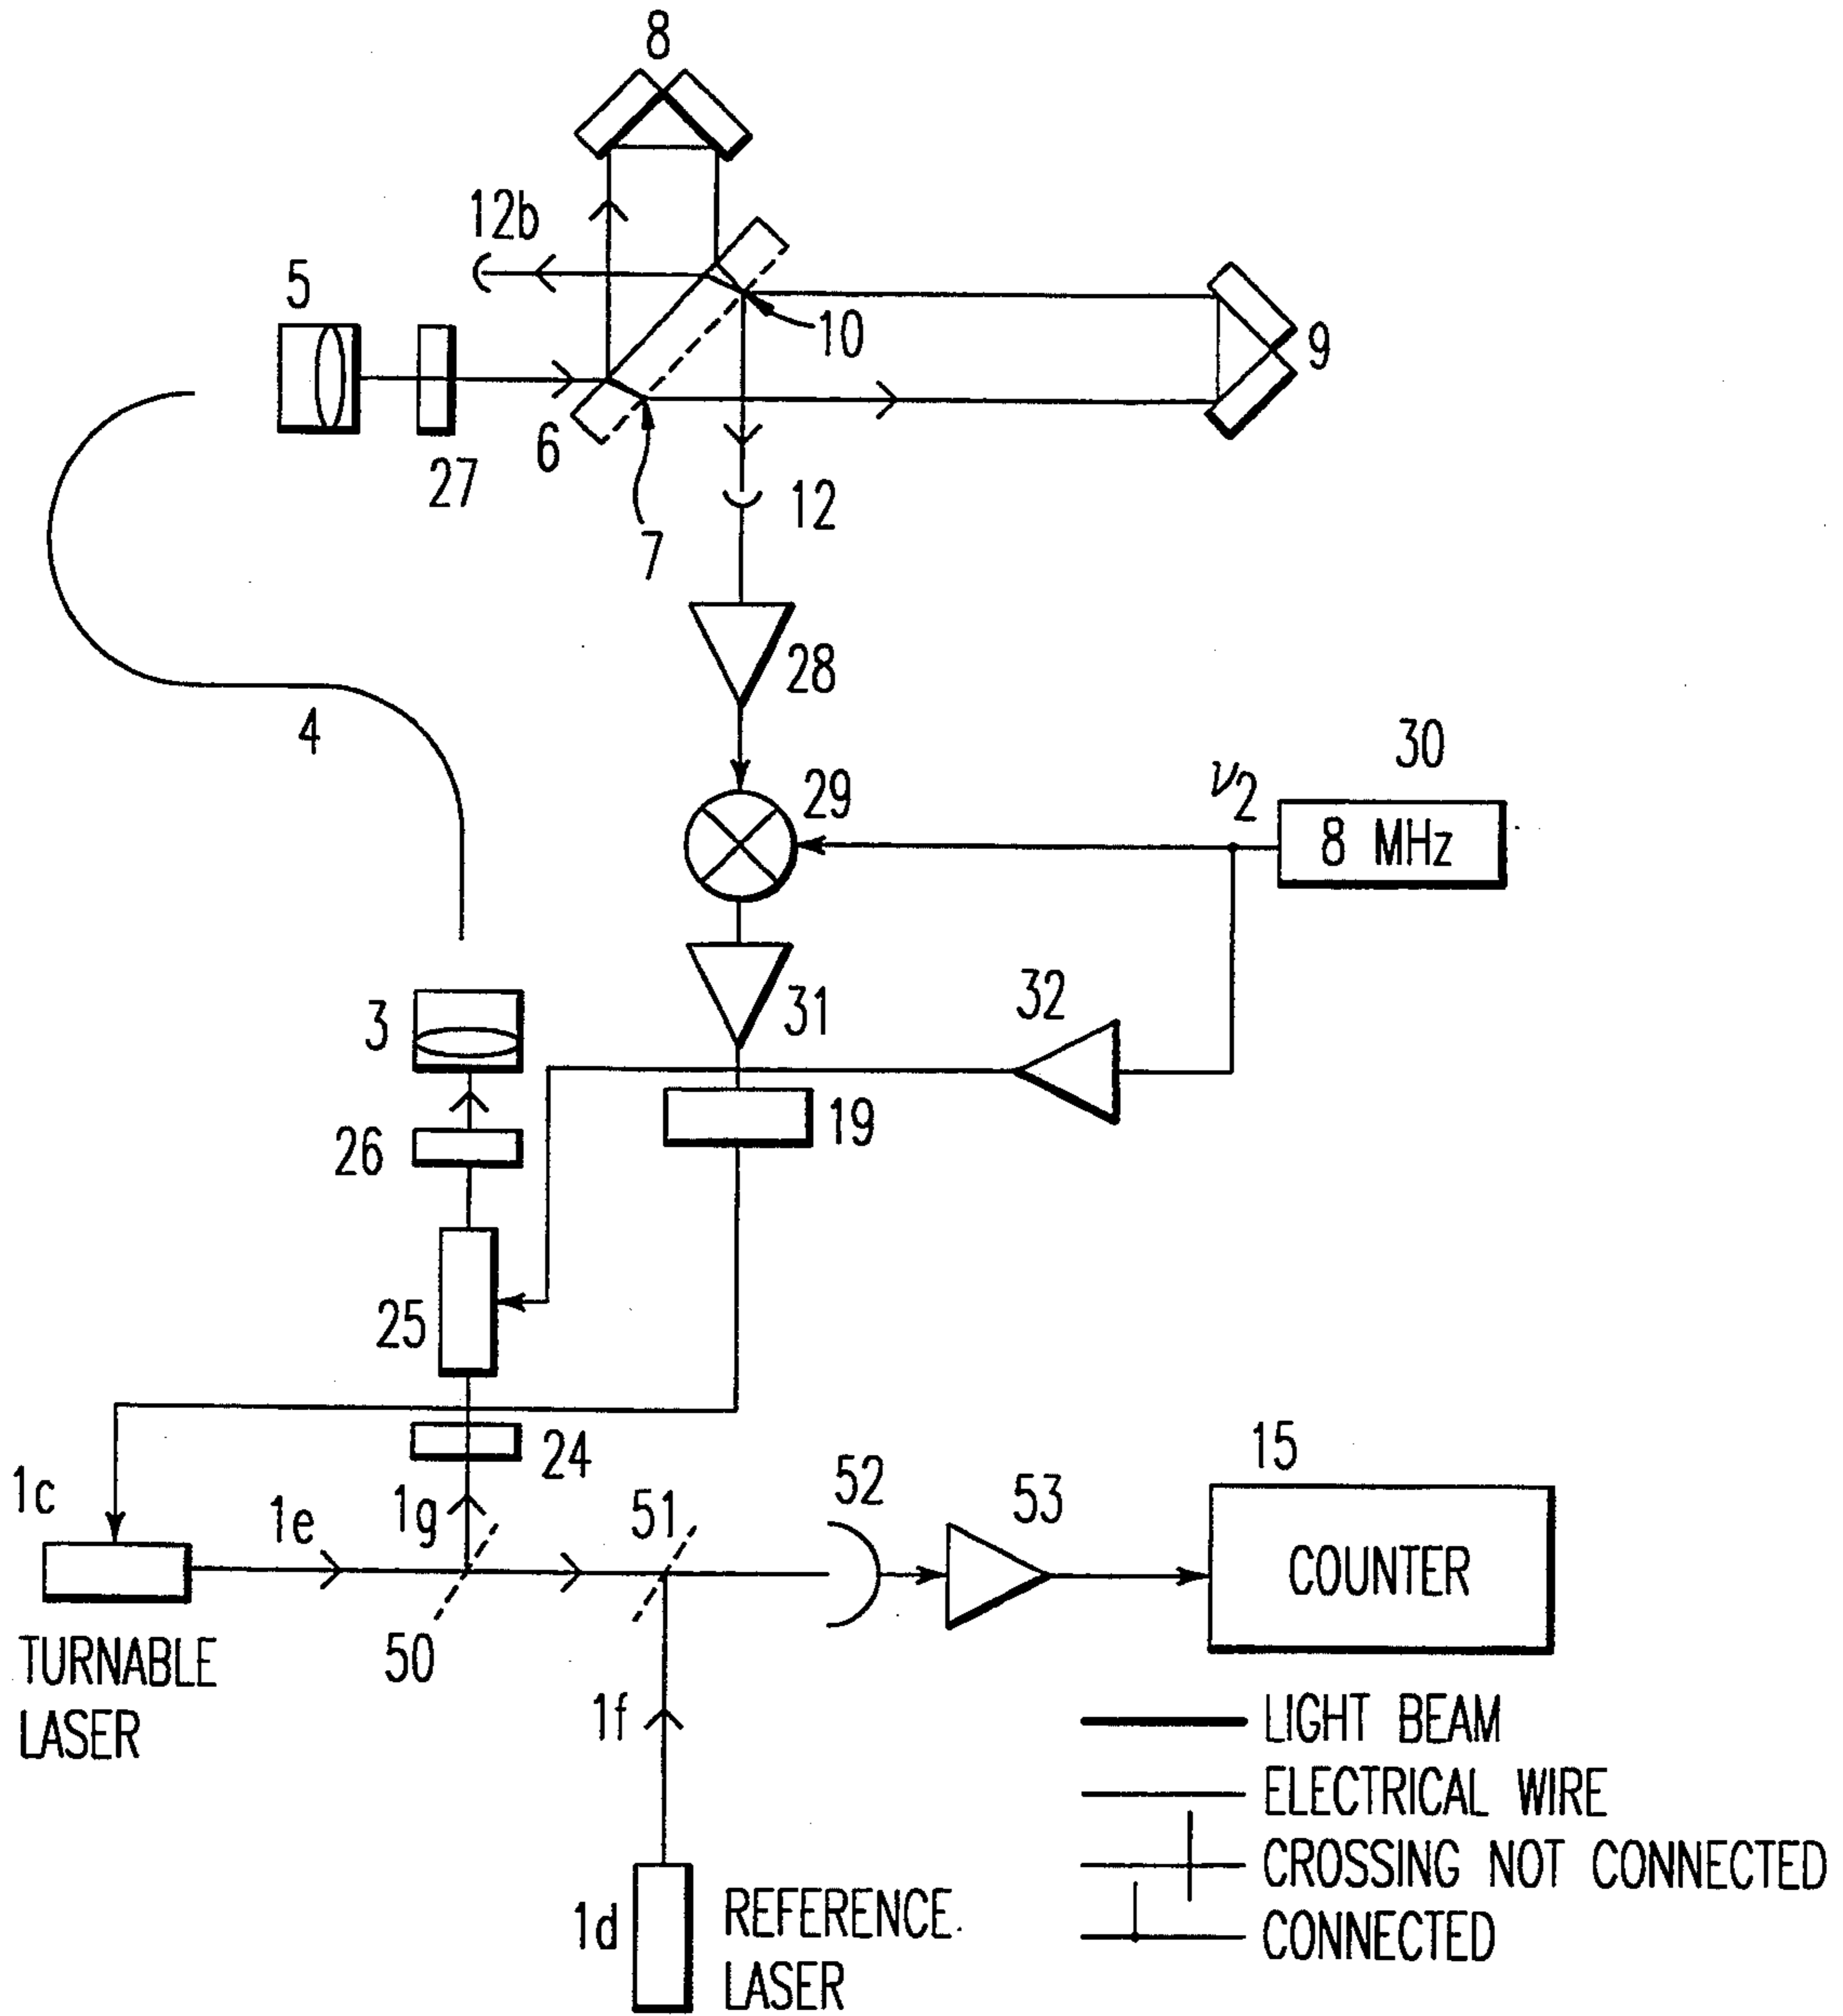 8
12b
5
10
9
27
6
12
7
28
4
30
ν2
29
8 MHz
3
31
32
26
19
25
24
15
1c
1e
1g
51
52
53
COUNTER
50
TURNABLE
LASER
1f
LIGHT BEAM
ELECTRICAL WIRE
CROSSING NOT CONNECTED
CONNECTED
1d
REFERENCE
LASER